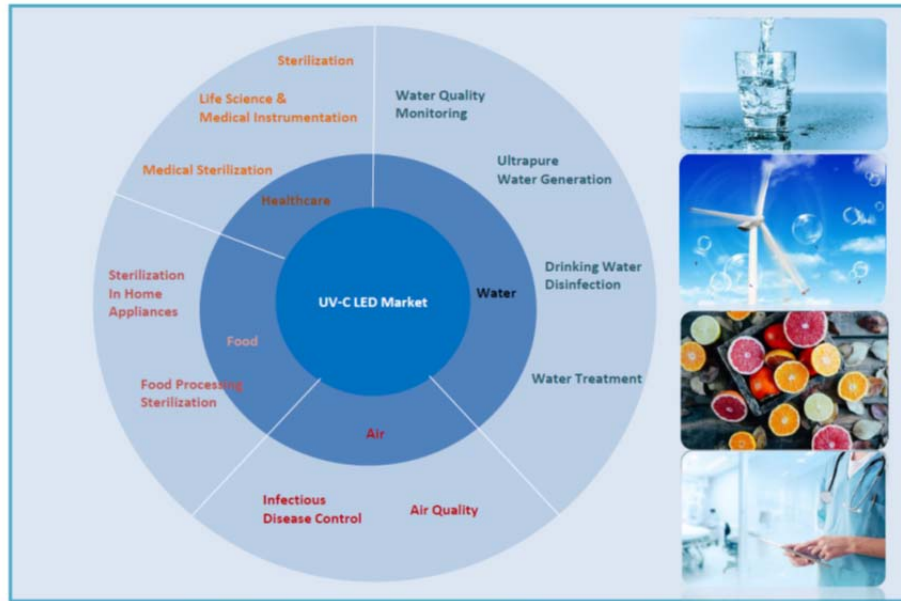 Sterilization
Life Science &
Medical Instrumentation
Medical Sterilization
Healthcare
Water Quality
Monitoring
Ultrapure
Water Generation
Drinking Water
Disinfection
Water Treatment
Water
UV-C LED Market
Sterilization
In Home
Appliances
Food
Food Processing
Sterilization
Air
Infectious
Disease Control
Air Quality